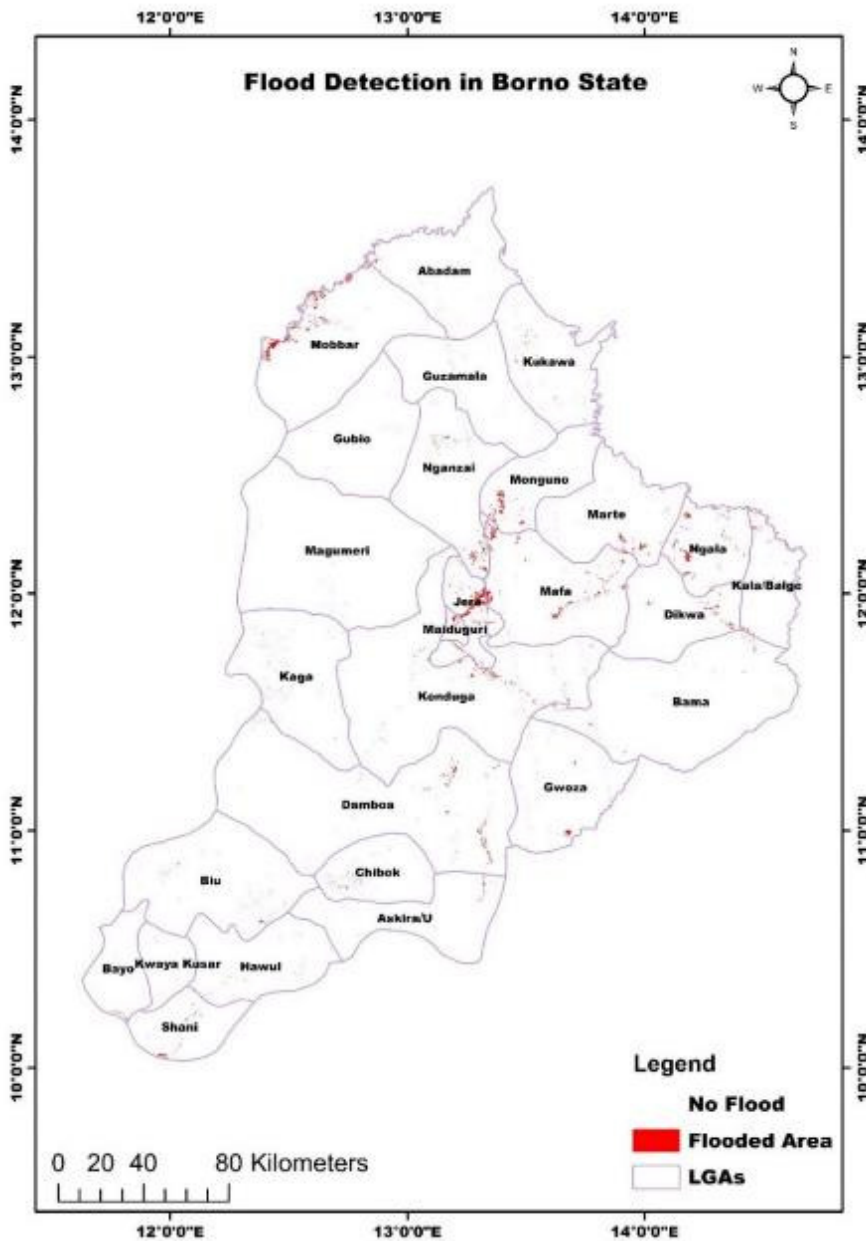 12°0'0"E 13°0'0"E 14°0'0"E
Flood Detection in Borno State
N
W E
S
14°0'0"N 14°0'0"N
Abadam
Mobbar
13°0'0"N 13°0'0"N
Kukawa
Guzamala
Gubio
Nganzai
Monguno
Marte
Magumeri
Ngala
Kala/Balge
Mafa
Jere
12°0'0"N 12°0'0"N
Dikwa
Maiduguri
Kaga
Konduga
Bama
Gwoza
Damboa
11°0'0"N 11°0'0"N
Chibok
Biu
Askira/U
Bayo
Kwaya Kusar
Hawul
Shani
10°0'0"N 10°0'0"N
Legend
No Flood
Flooded Area
LGAs
0 20 40 80 Kilometers
12°0'0"E 13°0'0"E 14°0'0"E